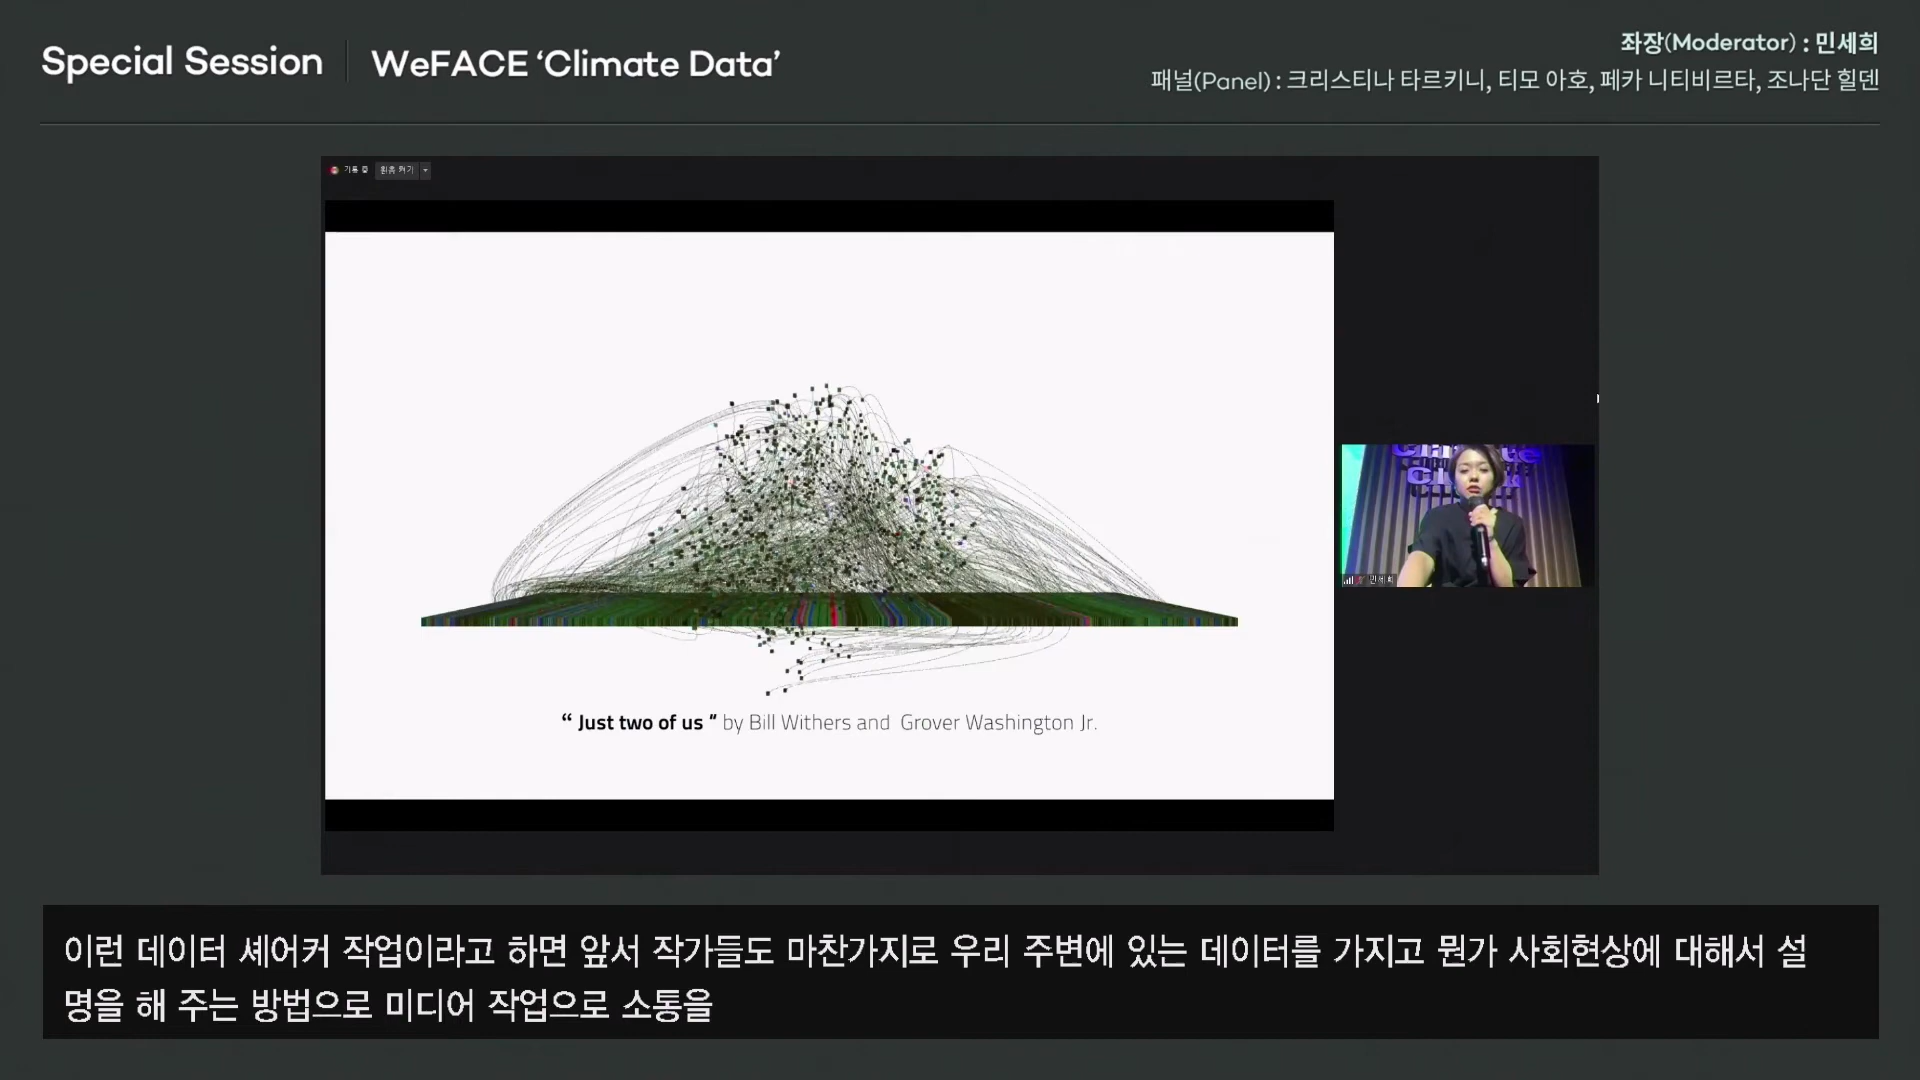 Special Session
WeFACE ‘Climate Data’
좌장(Moderator) : 민세희
패널(Panel) : 크리스티나 타르키니, 티모 아호, 페카 니티비르타, 조나단 힐덴
기록 중
“ Just two of us “ by Bill Withers and Grover Washington Jr.
민세희
이런 데이터 셰어커 작업이라고 하면 앞서 작가들도 마찬가지로 우리 주변에 있는 데이터를 가지고 뭔가 사회현상에 대해서 설
명을 해 주는 방법으로 미디어 작업으로 소통을